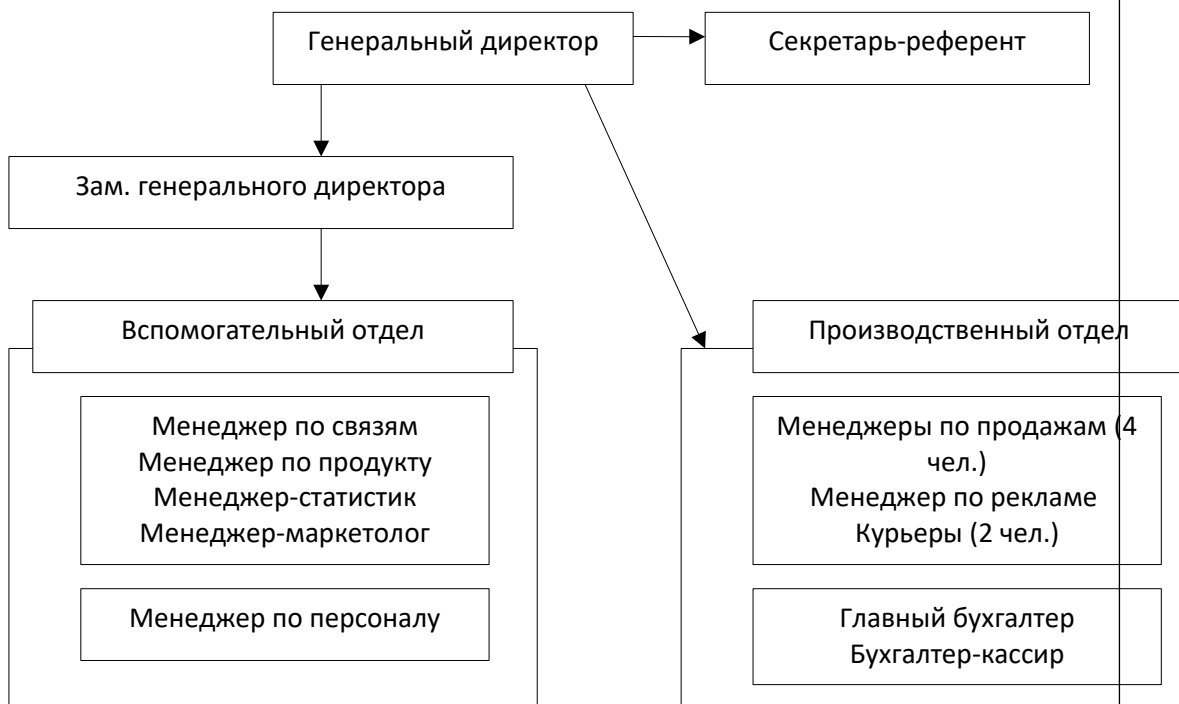 Генеральный директор
Секретарь-референт
Зам. генерального директора
Вспомогательный отдел
Производственный отдел
Менеджер по связям
Менеджер по продукту
Менеджер-статистик
Менеджер-маркетолог
Менеджеры по продажам (4
чел.)
Менеджер по рекламе
Курьеры (2 чел.)
Менеджер по персоналу
Главный бухгалтер
Бухгалтер-кассир